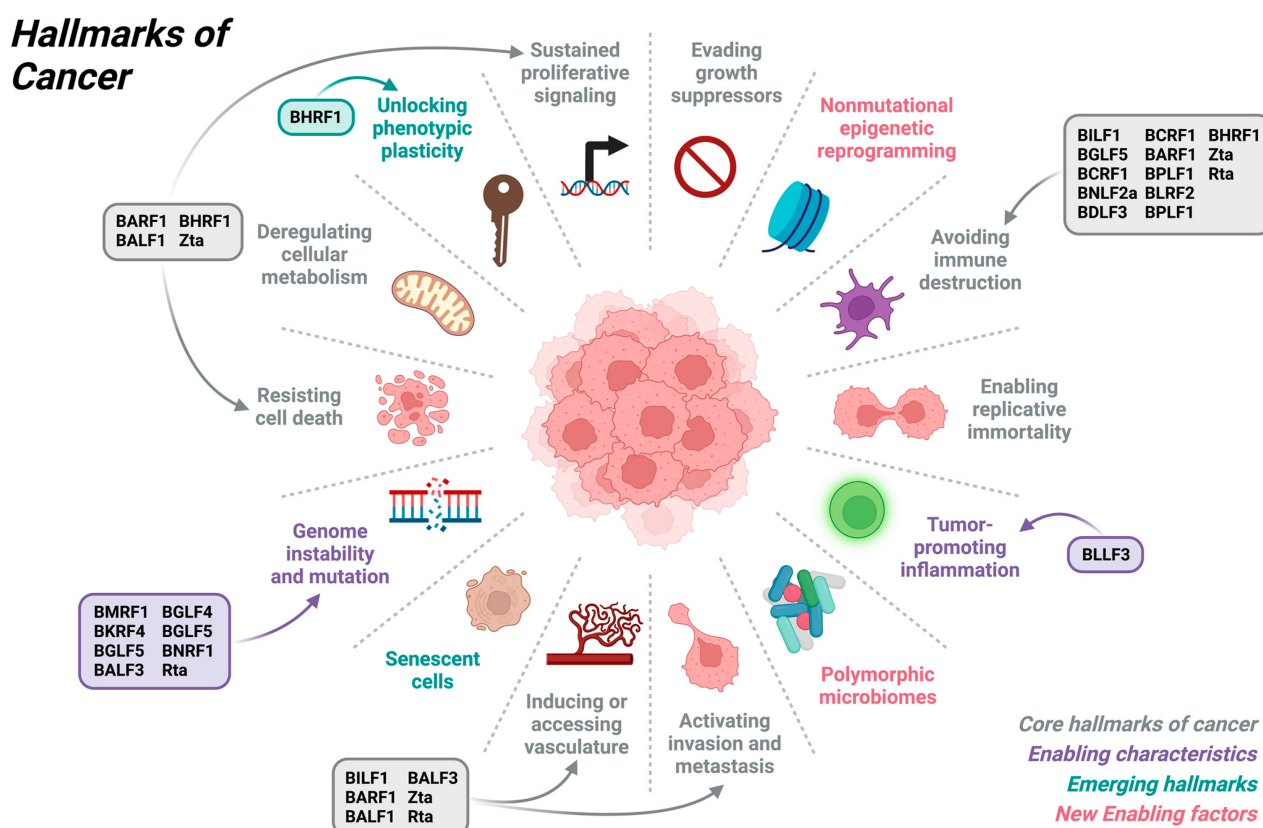 Hallmarks of
Cancer
Sustained
proliferative
signaling
Evading
growth
suppressors
BHRF1
Unlocking
phenotypic
plasticity
Nonmutational
epigenetic
reprogramming
BILF1 BCRF1 BHRF1
BGLF5 BARF1 Zta
BCRF1 BPLF1 Rta
BNLF2a BLRF2
BDLF3 BPLF1
BARF1 BHRF1
BALF1 Zta
Deregulating
cellular
metabolism
Avoiding
immune
destruction
Resisting
cell death
Enabling
replicative
immortality
Genome
instability
and mutation
Tumor-
promoting
inflammation
BLLF3
BMRF1 BGLF4
BKRF4 BGLF5
BGLF5 BNRF1
BALF3 Rta
Senescent
cells
Polymorphic
microbiomes
Inducing or
accessing
vasculature
Activating
invasion and
metastasis
BILF1 BALF3
BARF1 Zta
BALF1 Rta
Core hallmarks of cancer
Enabling characteristics
Emerging hallmarks
New Enabling factors